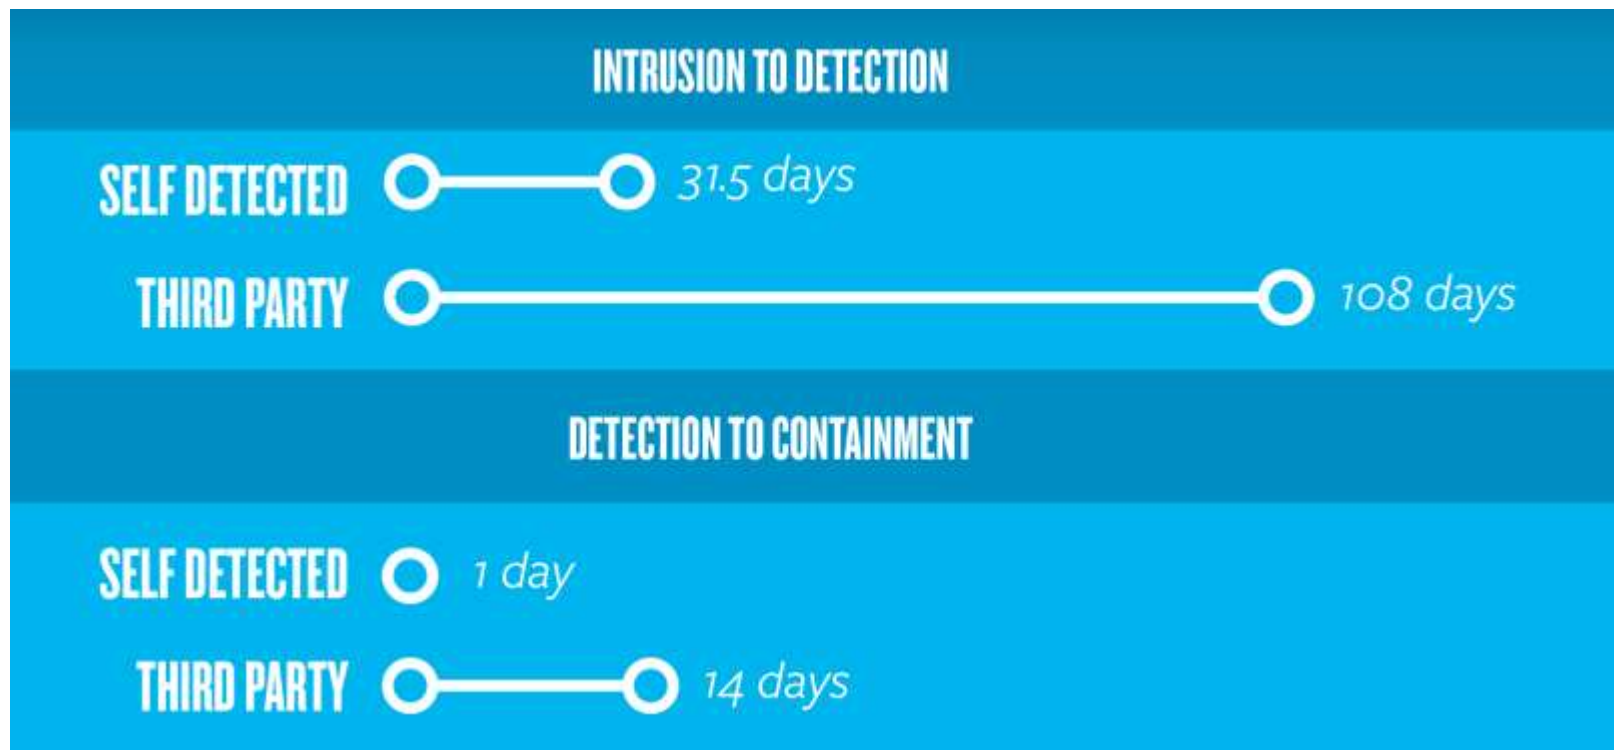 INTRUSION TO DETECTION
SELF DETECTED 31.5 days
THIRD PARTY 108 days
DETECTION TO CONTAINMENT
SELF DETECTED 1 day
THIRD PARTY 14 days